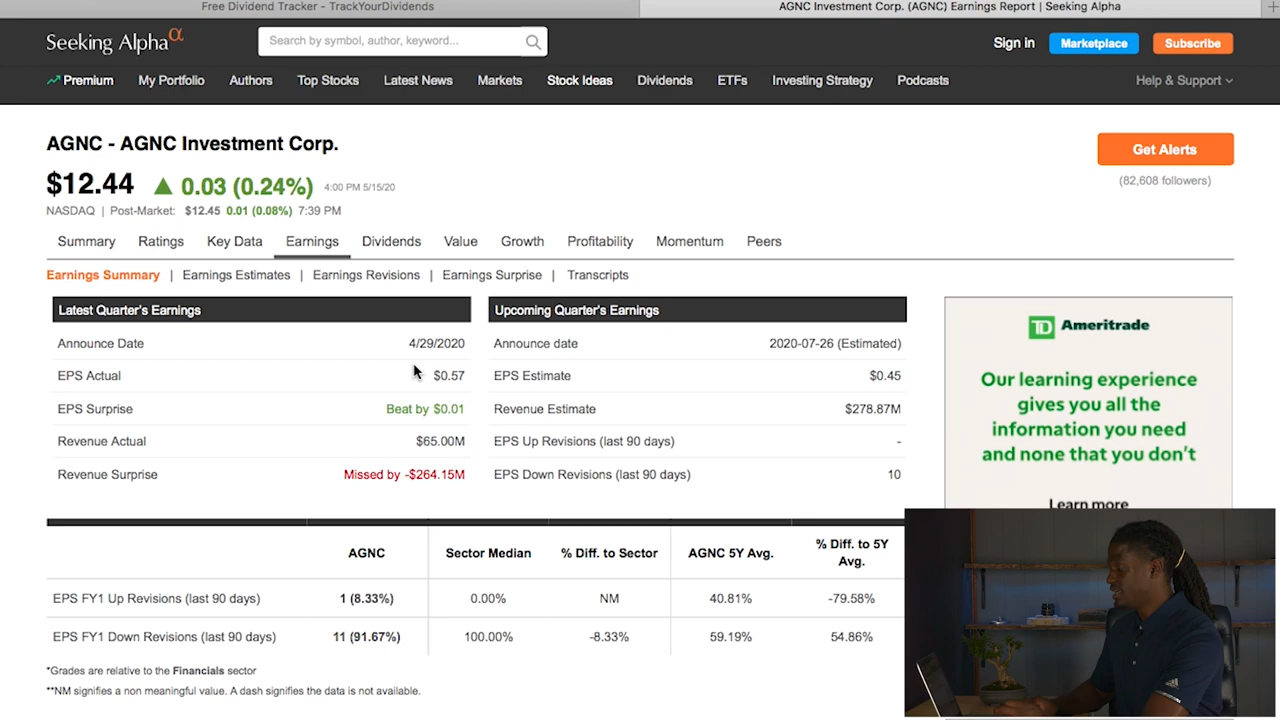 Free Dividend Tracker - TrackYourDividends
AGNC Investment Corp. (AGNC) Earnings Report | Seeking Alpha
Seeking Alpha α
Search by symbol, author, keyword...
Sign in
Marketplace
Subscribe
Premium My Portfolio Authors Top Stocks Latest News Markets Stock Ideas Dividends ETFs Investing Strategy Podcasts Help & Support
AGNC - AGNC Investment Corp.
Get Alerts
$12.44 0.03 (0.24%) 4:00 PM 5/15/20
(82,608 followers)
NASDAQ | Post-Market: $12.45 0.01 (0.08%) 7:39 PM
Summary Ratings Key Data Earnings Dividends Value Growth Profitability Momentum Peers
Earnings Summary | Earnings Estimates | Earnings Revisions | Earnings Surprise | Transcripts
Latest Quarter's Earnings
Announce Date 4/29/2020
EPS Actual $0.57
EPS Surprise Beat by $0.01
Revenue Actual $65.00M
Revenue Surprise Missed by -$264.15M
Upcoming Quarter's Earnings
Announce date 2020-07-26 (Estimated)
EPS Estimate $0.45
Revenue Estimate $278.87M
EPS Up Revisions (last 90 days) -
EPS Down Revisions (last 90 days) 10
TD Ameritrade
Our learning experience
gives you all the
information you need
and none that you don't
Learn more
AGNC Sector Median % Diff. to Sector AGNC 5Y Avg. % Diff. to 5Y
Avg.
EPS FY1 Up Revisions (last 90 days) 1 (8.33%) 0.00% NM 40.81% -79.58%
EPS FY1 Down Revisions (last 90 days) 11 (91.67%) 100.00% -8.33% 59.19% 54.86%
*Grades are relative to the Financials sector
**NM signifies a non meaningful value. A dash signifies the data is not available.